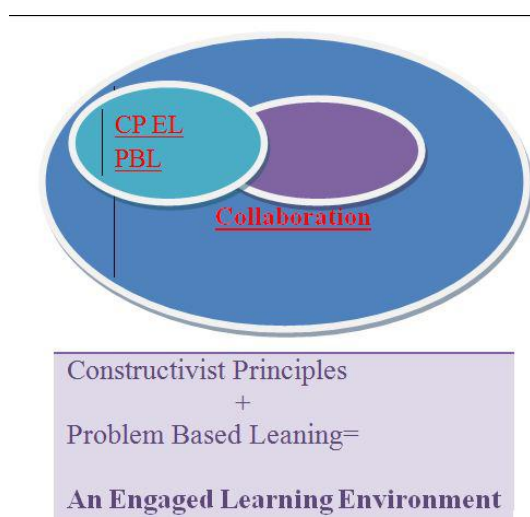 CP EL
PBL
Collaboration
Constructivist Principles
+
Problem Based Leaning=
An Engaged Learning Environment